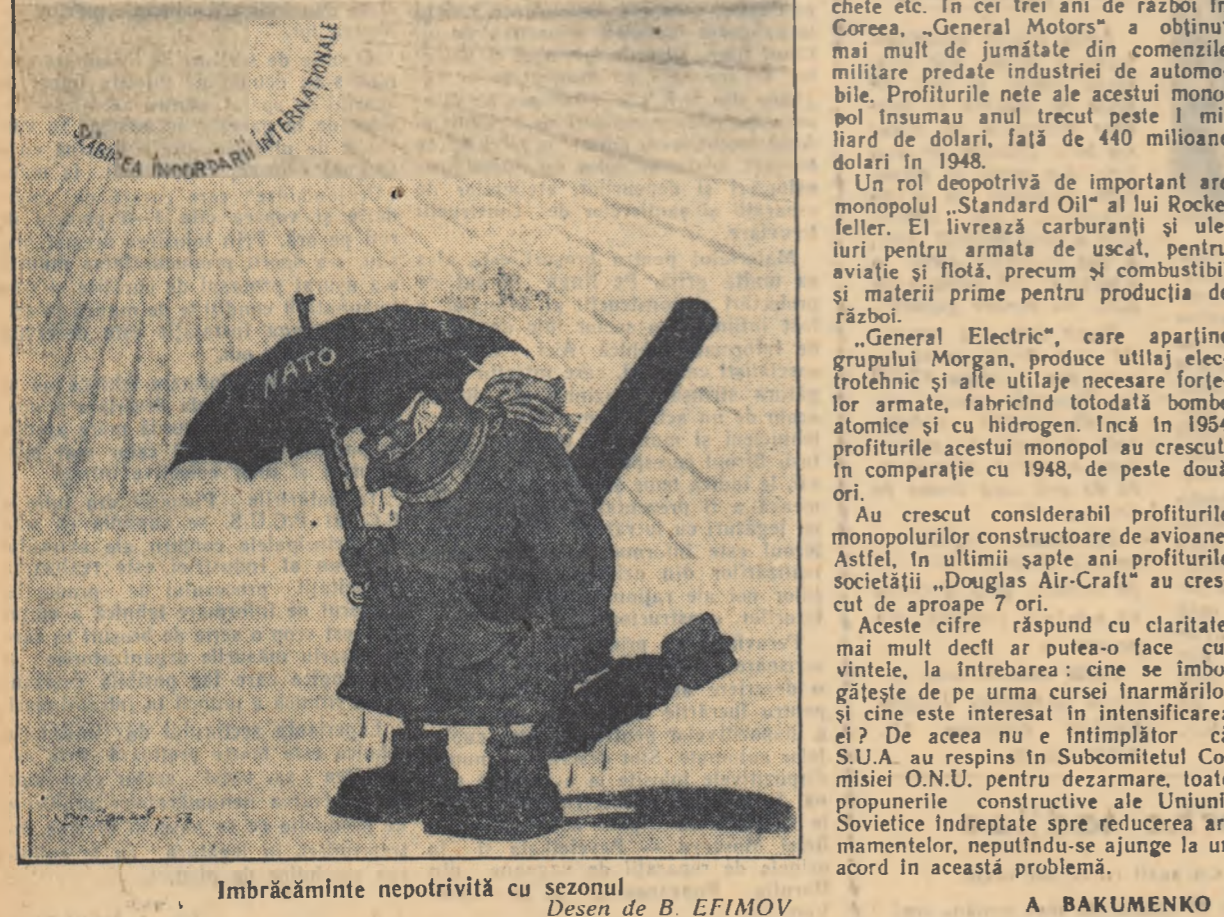 SLĂBIREA ÎNCORDĂRII INTERNAȚIONALE
NATO
Imbrăcăminte nepotrivită cu sezonul
Desen de B. EFIMOV
chete etc. In cei trei ani de război în
Coreea, „General Motors“ a obținut
mai mult de jumătate din comenzile
militare predate industriei de automo-
bile. Profiturile nete ale acestui mono-
pol însumau anul trecut peste 1 mi-
liard de dolari, față de 440 milioane
dolari în 1948.
Un rol deopotrivă de important are
monopolul „Standard Oil“ al lui Rocke-
feller. El livrează carburanți și ule-
iuri pentru armata de uscat, pentru
aviație și flotă, precum și combustibil
și materii prime pentru producția de
război.
„General Electric“, care aparține
grupului Morgan, produce utilaj elec-
trotehnic și alte utilaje necesare forțe-
lor armate, fabricînd totodată bombe
atomice și cu hidrogen. Incă în 1954
profiturile acestui monopol au crescut,
în comparație cu 1948, de peste două
ori.
Au crescut considerabil profiturile
monopolurilor constructoare de avioane.
Astfel, în ultimii șapte ani profiturile
societății „Douglas Air-Craft“ au cres-
cut de aproape 7 ori.
Aceste cifre răspund cu claritate,
mai mult decît ar putea-o face cu-
vintele, la întrebarea : cine se îmbo-
gățește de pe urma cursei înarmărilor
și cine este interesat în intensificarea
ei ? De aceea nu e întîmplător că
S.U.A. au respins în Subcomitetul Co-
misiei O.N.U. pentru dezarmare, toate
propunerile constructive ale Uniunii
Sovietice îndreptate spre reducerea ar-
mamentelor, neputîndu-se ajunge la un
acord în această problemă.
A BAKUMENKO